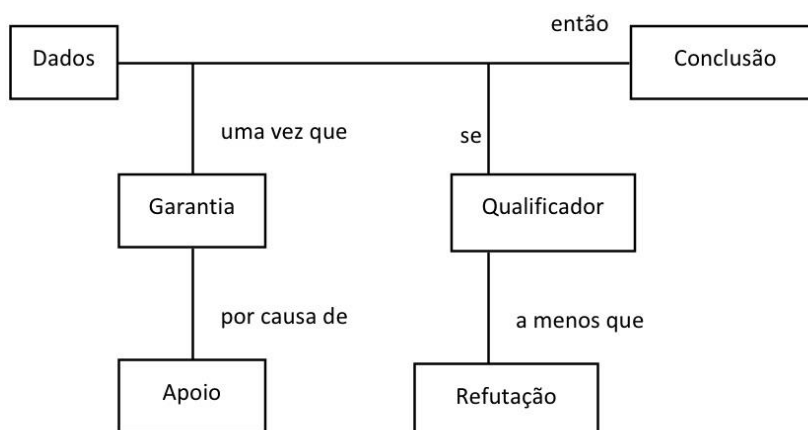 então
Dados
Conclusão
uma vez que
se
Garantia
Qualificador
por causa de
a menos que
Apoio
Refutação